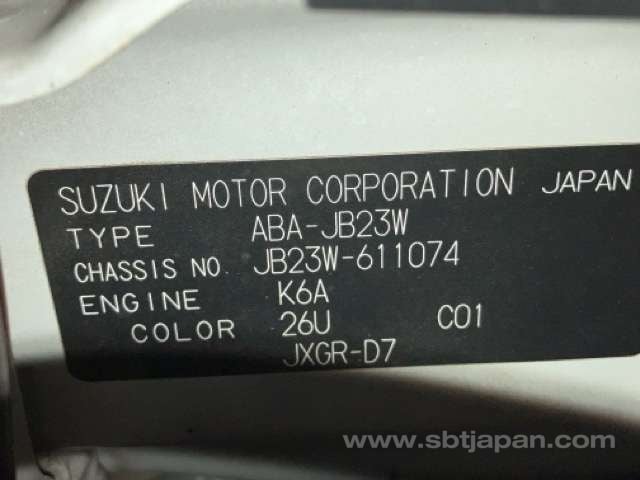 SUZUKI MOTOR CORPORATION JAPAN
TYPE ABA-JB23W
CHASSIS NO. JB23W-611074
ENGINE K6A
COLOR 26U C01
JXGR-D7
www.sbtjapan.com/